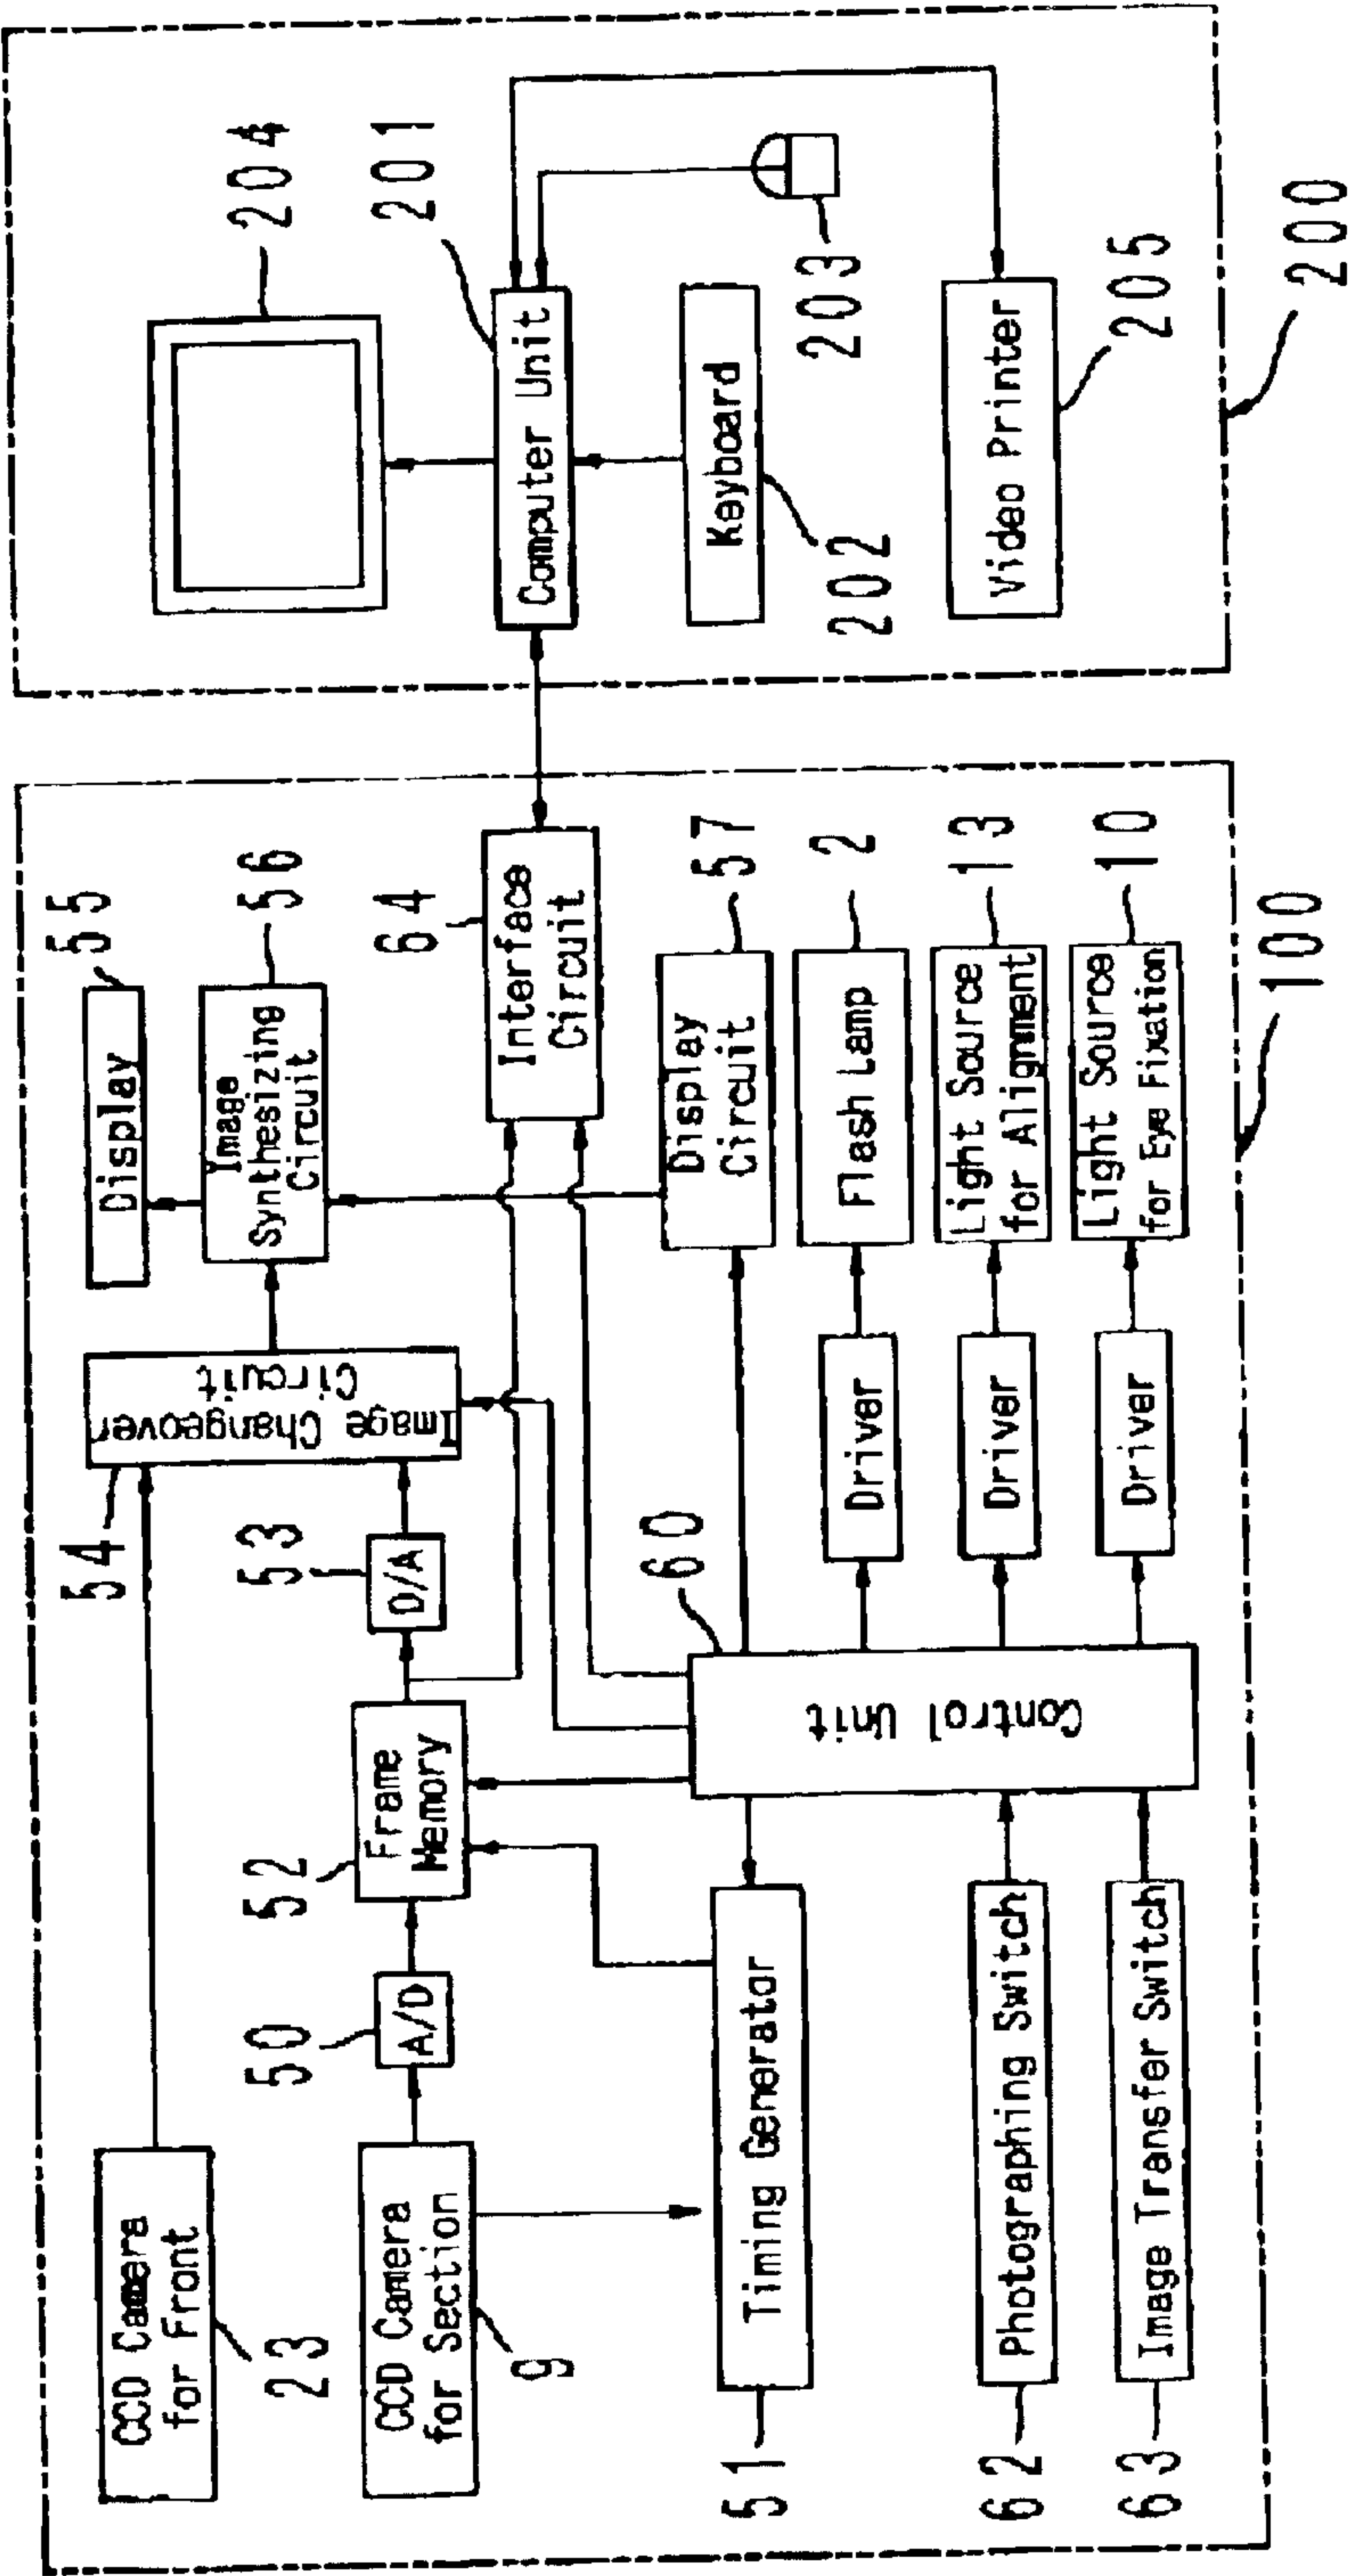 CCD Camera
for Front
23
CCD Camera
for Section
9
50
A/D
52
Frame
Memory
53
D/A
54
Image Changeover
Circuit
55
Display
56
Image
Synthesizing
Circuit
64
Interface
Circuit
57
Display
Circuit
2
Flash Lamp
13
Light Source
for Alignment
10
Light Source
for Eye Fixation
Driver
Driver
Driver
60
Control Unit
51
Timing Generator
62
Photographing Switch
63
Image Transfer Switch
100
204
201
Computer Unit
Keyboard
202
203
Video Printer
205
200